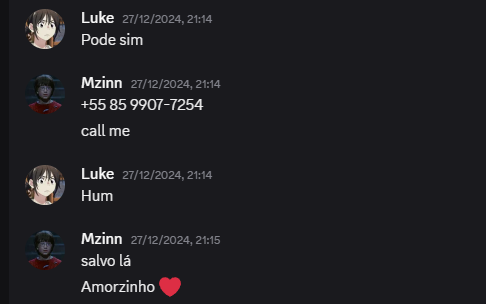 Luke 27/12/2024, 21:14
Pode sim
Mzinn 27/12/2024, 21:14
+55 85 9907-7254
call me
Luke 27/12/2024, 21:14
Hum
Mzinn 27/12/2024, 21:15
salvo lá
Amorzinho ❤️